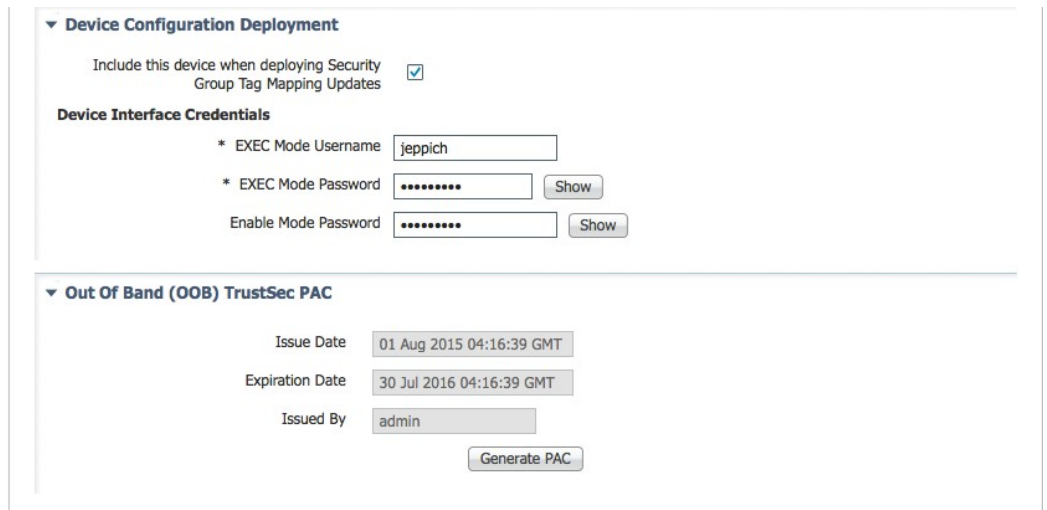 Device Configuration Deployment
Include this device when deploying Security
Group Tag Mapping Updates
Device Interface Credentials
* EXEC Mode Username jeppich
* EXEC Mode Password ••••••••• Show
Enable Mode Password ••••••••• Show
Out Of Band (OOB) TrustSec PAC
Issue Date 01 Aug 2015 04:16:39 GMT
Expiration Date 30 Jul 2016 04:16:39 GMT
Issued By admin
Generate PAC